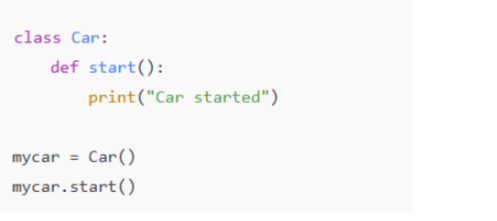 class Car:
    def start():
        print("Car started")

mycar = Car()
mycar.start()